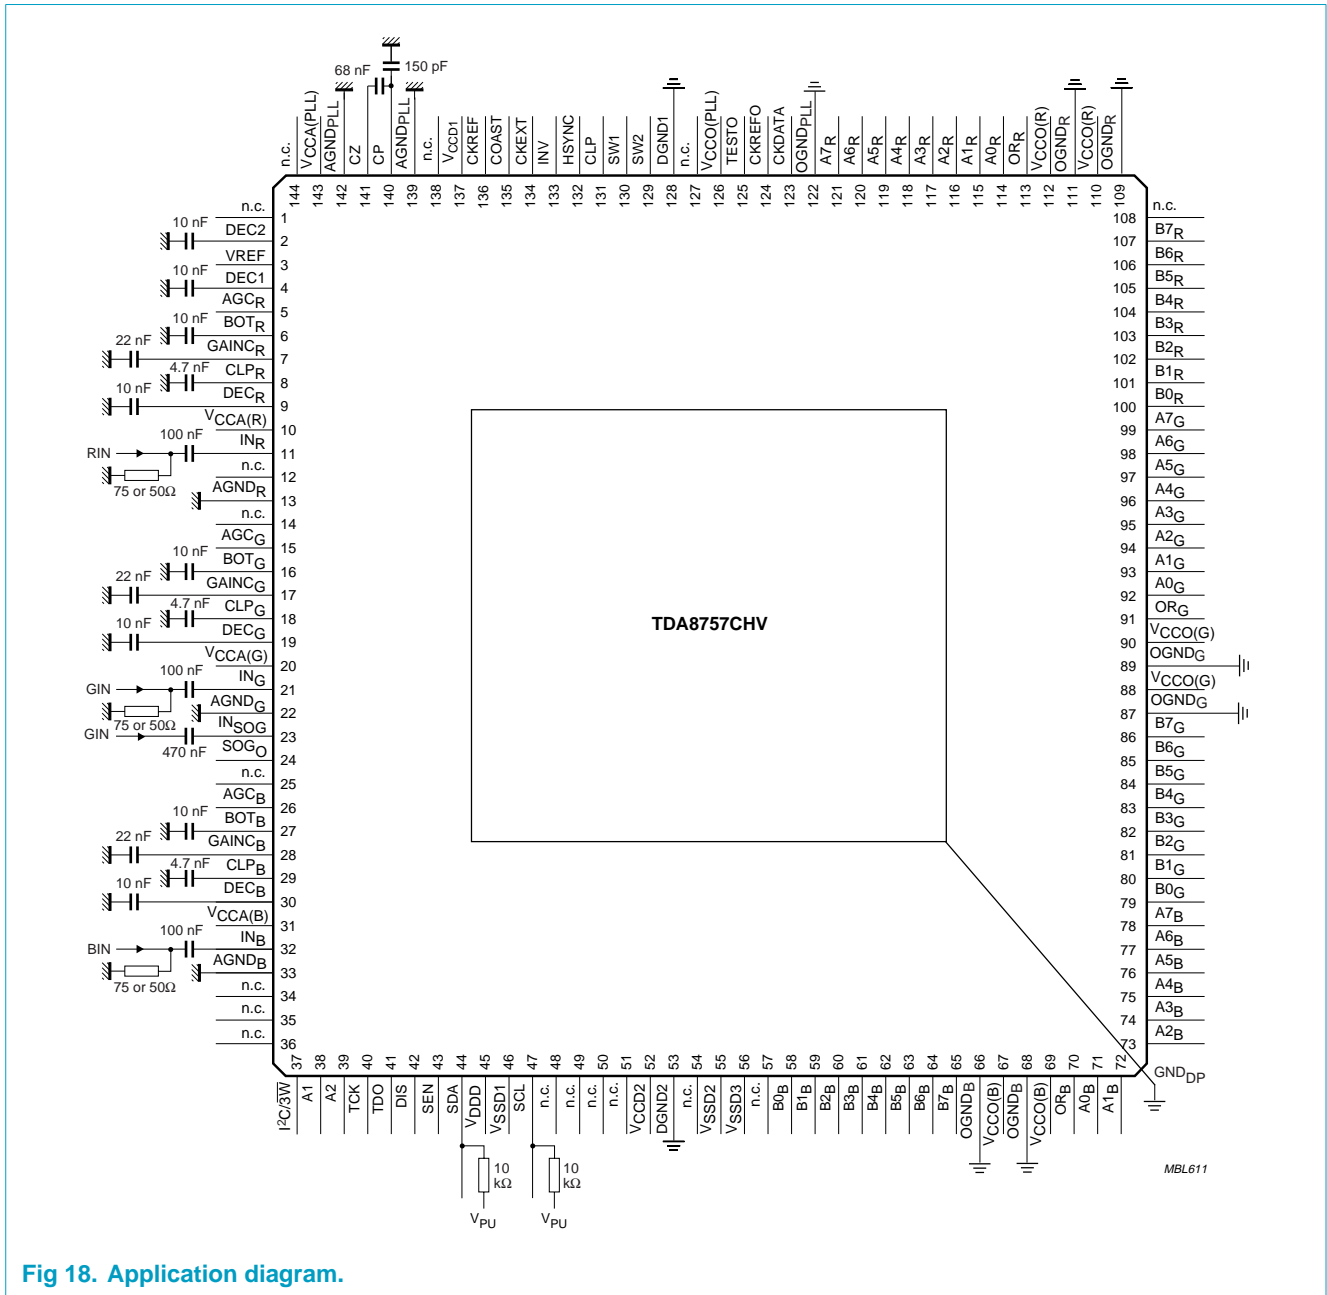 68 nF
150 pF
n.c.
VCCA(PLL)
AGNDPLL
CZ
CP
AGNDPLL
n.c.
VCCD1
CKREF
COAST
CKEXT
INV
HSYNC
CLP
SW1
SW2
DGND1
n.c.
VCCO(PLL)
TESTO
CKREFO
CKDATA
OGNDPLL
A7R
A6R
A5R
A4R
A3R
A2R
A1R
A0R
ORR
VCCO(R)
OGNDR
VCCO(R)
OGNDR
144
143
142
141
140
139
138
137
136
135
134
133
132
131
130
129
128
127
126
125
124
123
122
121
120
119
118
117
116
115
114
113
112
111
110
109
n.c. 1
10 nF DEC2 2
VREF 3
10 nF DEC1 4
AGCR 5
10 nF BOTR 6
22 nF GAINCR 7
4.7 nF CLPR 8
10 nF DECR 9
VCCA(R) 10
RIN 100 nF INR 11
75 or 50Ω
n.c. 12
AGNDR 13
n.c. 14
AGCG 15
10 nF BOTG 16
22 nF GAINCG 17
4.7 nF CLPG 18
10 nF DECG 19
VCCA(G) 20
GIN 100 nF ING 21
75 or 50Ω
AGNDG 22
GIN 470 nF INSOG 23
SOGO 24
n.c. 25
AGCB 26
10 nF BOTB 27
22 nF GAINCB 28
4.7 nF CLPB 29
10 nF DECB 30
VCCA(B) 31
BIN 100 nF INB 32
75 or 50Ω
AGNDB 33
n.c. 34
n.c. 35
n.c. 36
TDA8757CHV
108 n.c.
107 B7R
106 B6R
105 B5R
104 B4R
103 B3R
102 B2R
101 B1R
100 B0R
99 A7G
98 A6G
97 A5G
96 A4G
95 A3G
94 A2G
93 A1G
92 A0G
91 ORG
90 VCCO(G)
89 OGNDG
88 VCCO(G)
87 OGNDG
86 B7G
85 B6G
84 B5G
83 B4G
82 B3G
81 B2G
80 B1G
79 B0G
78 A7B
77 A6B
76 A5B
75 A4B
74 A3B
73 A2B
37
38
39
40
41
42
43
44
45
46
47
48
49
50
51
52
53
54
55
56
57
58
59
60
61
62
63
64
65
66
67
68
69
70
71
72
I²C/3W
A1
A2
TCK
TDO
DIS
SEN
SDA
VDDD
VSSD1
SCL
n.c.
n.c.
n.c.
n.c.
VCCD2
DGND2
n.c.
VSSD2
VSSD3
n.c.
B0B
B1B
B2B
B3B
B4B
B5B
B6B
B7B
OGNDB
VCCO(B)
OGNDB
VCCO(B)
ORB
A0B
A1B
GNDDP
10 kΩ
10 kΩ
VPU
VPU
MBL611
Fig 18. Application diagram.